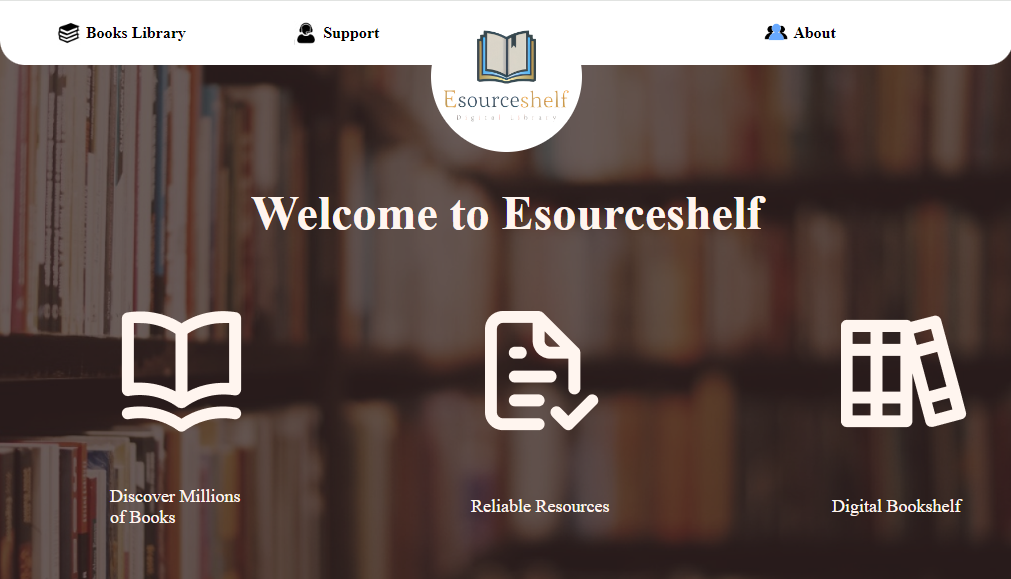 Books Library
Support
About
Esourceshelf
Digital Library
Welcome to Esourceshelf
Discover Millions
of Books
Reliable Resources
Digital Bookshelf